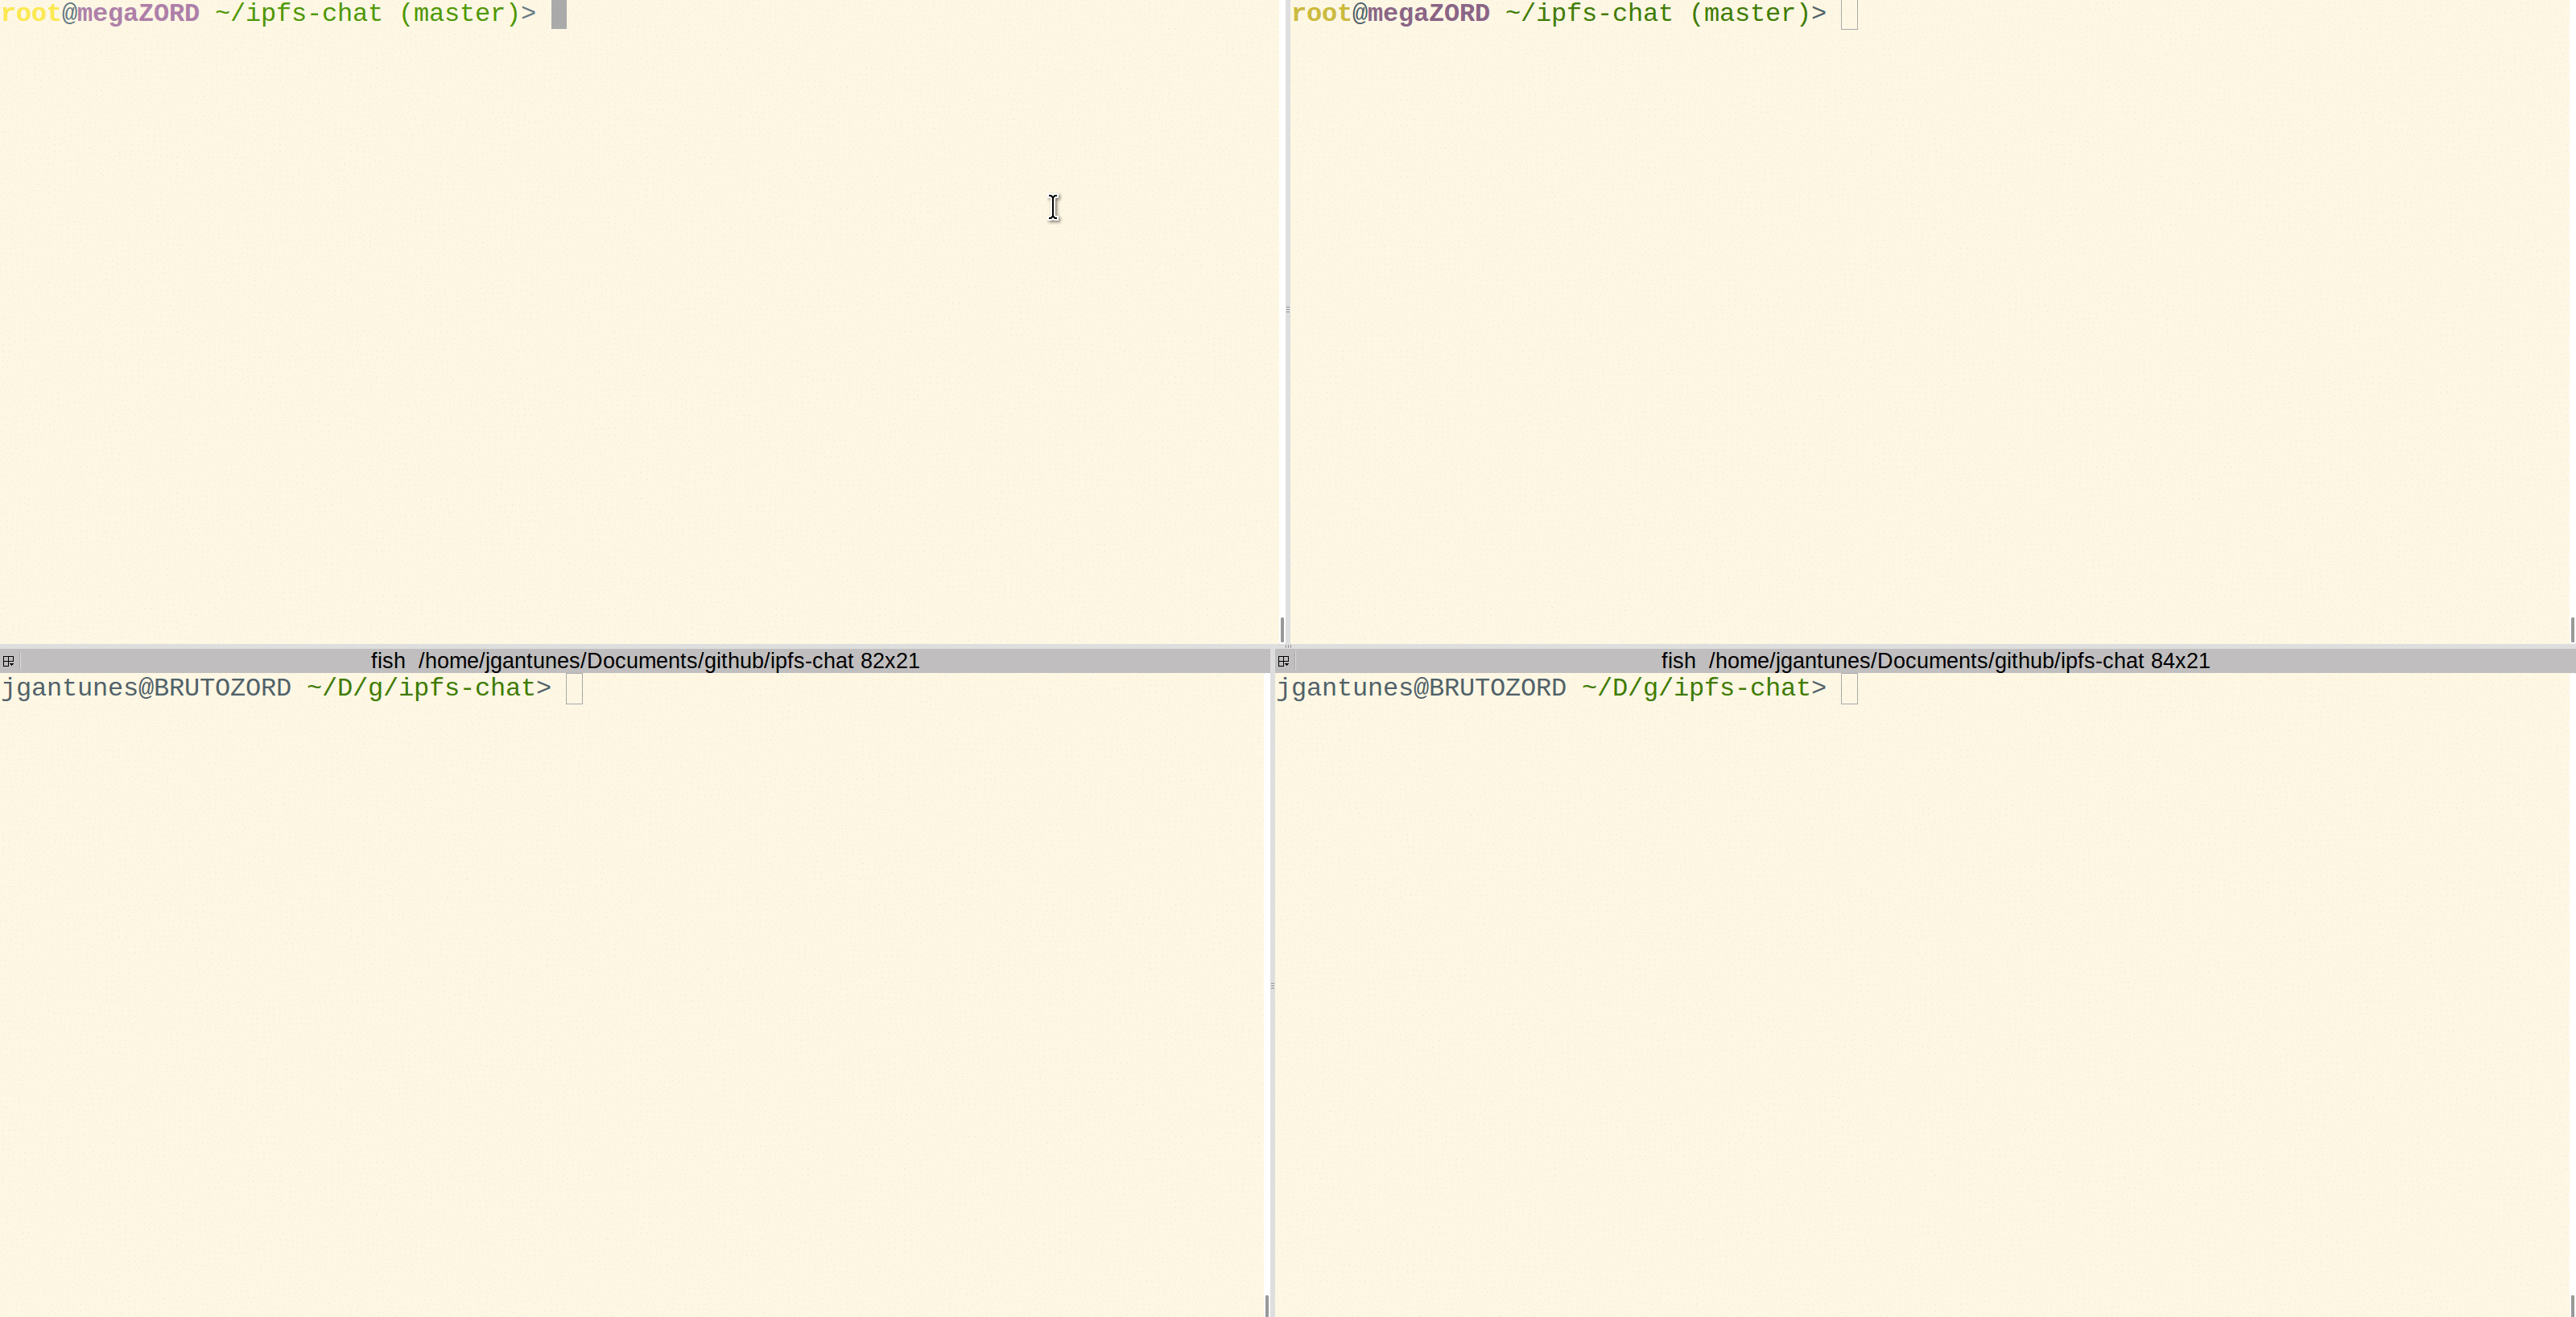 root@megaZORD ~/ipfs-chat (master)>
root@megaZORD ~/ipfs-chat (master)>
fish /home/jgantunes/Documents/github/ipfs-chat 82x21
jgantunes@BRUTOZORD ~/D/g/ipfs-chat>
fish /home/jgantunes/Documents/github/ipfs-chat 84x21
jgantunes@BRUTOZORD ~/D/g/ipfs-chat>